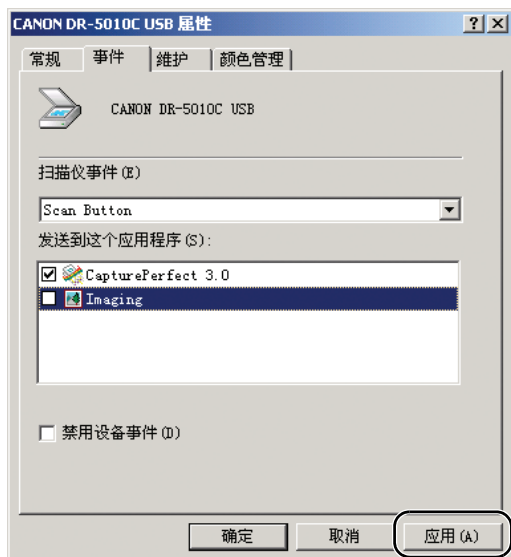 CANON DR-5010C USB 属性
常规 事件 维护 颜色管理
CANON DR-5010C USB
扫描仪事件(E)
Scan Button
发送到这个应用程序(S):
CapturePerfect 3.0
Imaging
禁用设备事件(D)
确定 取消 应用(A)